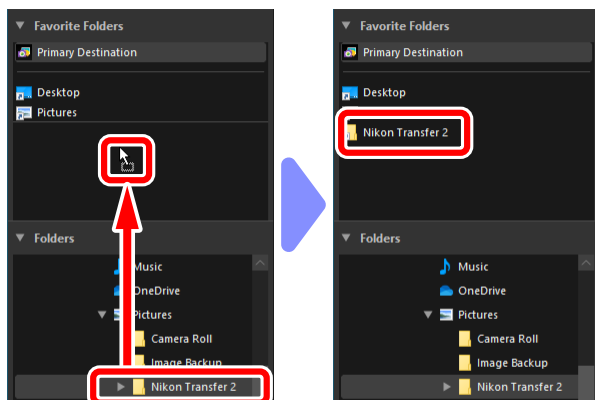 Favorite Folders
Primary Destination
Desktop
Pictures
Folders
Music
OneDrive
Pictures
Camera Roll
Image Backup
Nikon Transfer 2
Favorite Folders
Primary Destination
Desktop
Nikon Transfer 2
Folders
Music
OneDrive
Pictures
Camera Roll
Image Backup
Nikon Transfer 2